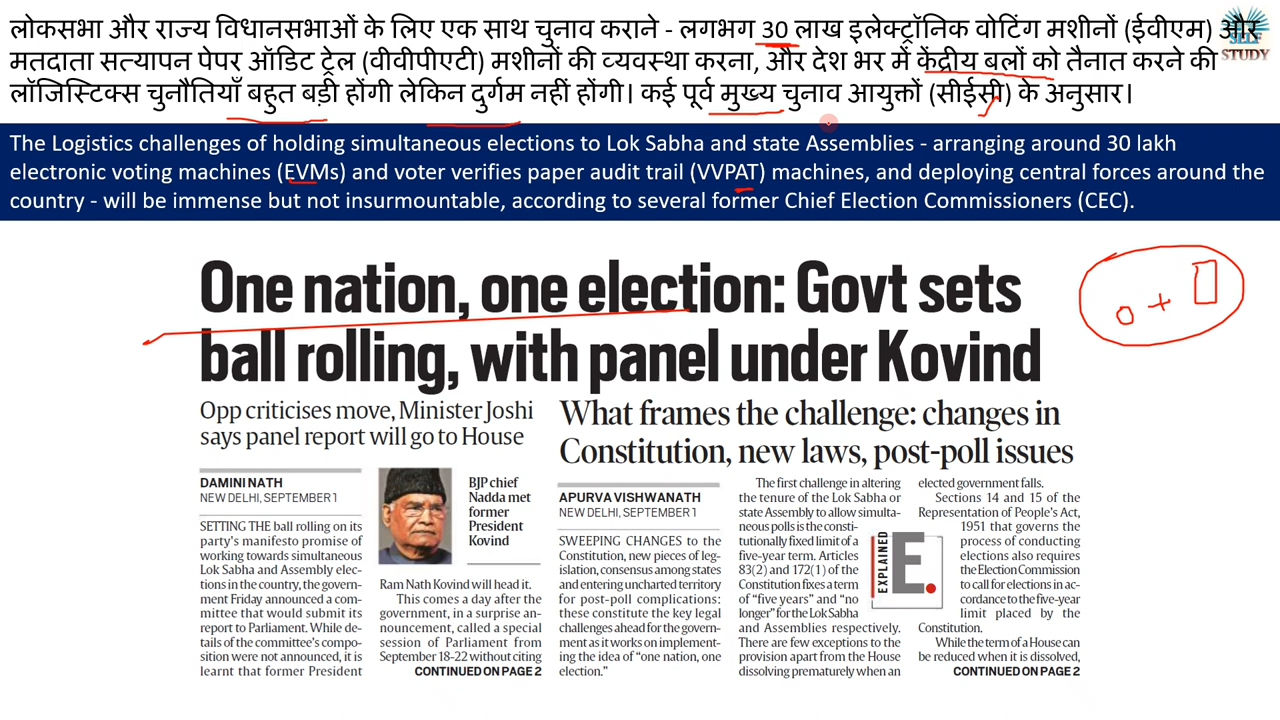 लोकसभा और राज्य विधानसभाओं के लिए एक साथ चुनाव कराने - लगभग 30 लाख इलेक्ट्रॉनिक वोटिंग मशीनों (ईवीएम) और
मतदाता सत्यापन पेपर ऑडिट ट्रेल (वीवीपीएटी) मशीनों की व्यवस्था करना, और देश भर में केंद्रीय बलों को तैनात करने की
लॉजिस्टिक्स चुनौतियाँ बहुत बड़ी होंगी लेकिन दुर्गम नहीं होंगी। कई पूर्व मुख्य चुनाव आयुक्तों (सीईसी) के अनुसार।
SELF
STUDY
The Logistics challenges of holding simultaneous elections to Lok Sabha and state Assemblies - arranging around 30 lakh
electronic voting machines (EVMs) and voter verifies paper audit trail (VVPAT) machines, and deploying central forces around the
country - will be immense but not insurmountable, according to several former Chief Election Commissioners (CEC).
One nation, one election: Govt sets
ball rolling, with panel under Kovind
Opp criticises move, Minister Joshi
says panel report will go to House
DAMINI NATH
NEW DELHI, SEPTEMBER 1
SETTING THE ball rolling on its
party's manifesto promise of
working towards simultaneous
Lok Sabha and Assembly elec-
tions in the country, the govern-
ment Friday announced a com-
mittee that would submit its
report to Parliament. While de-
tails of the committee's compo-
sition were not announced, it is
learnt that former President
BJP chief
Nadda met
former
President
Kovind
Ram Nath Kovind will head it.
This comes a day after the
government, in a surprise an-
nouncement, called a special
session of Parliament from
September 18-22 without citing
CONTINUED ON PAGE 2
What frames the challenge: changes in
Constitution, new laws, post-poll issues
APURVA VISHWANATH
NEW DELHI, SEPTEMBER 1
SWEEPING CHANGES to the
Constitution, new pieces of leg-
islation, consensus among states
and entering uncharted territory
for post-poll complications:
these constitute the key legal
challenges ahead for the govern-
ment as it works on implement-
ing the idea of "one nation, one
election."
The first challenge in altering
the tenure of the Lok Sabha or
state Assembly to allow simulta-
neous polls is the consti-
tutionally fixed limit of a
five-year term. Articles
83(2) and 172(1) of the
Constitution fixes a term
of "five years" and "no
longer" for the Lok Sabha
and Assemblies respectively.
There are few exceptions to the
provision apart from the House
dissolving prematurely when an
EXPLAINED
E.
elected government falls.
Sections 14 and 15 of the
Representation of People's Act,
1951 that governs the
process of conducting
elections also requires
the Election Commission
to call for elections in ac-
cordance to the five-year
limit placed by the
Constitution.
While the term of a House can
be reduced when it is dissolved,
CONTINUED ON PAGE 2